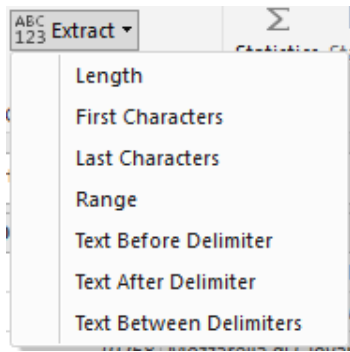 ABC
123 Extract
Σ
Length
First Characters
Last Characters
Range
Text Before Delimiter
Text After Delimiter
Text Between Delimiters